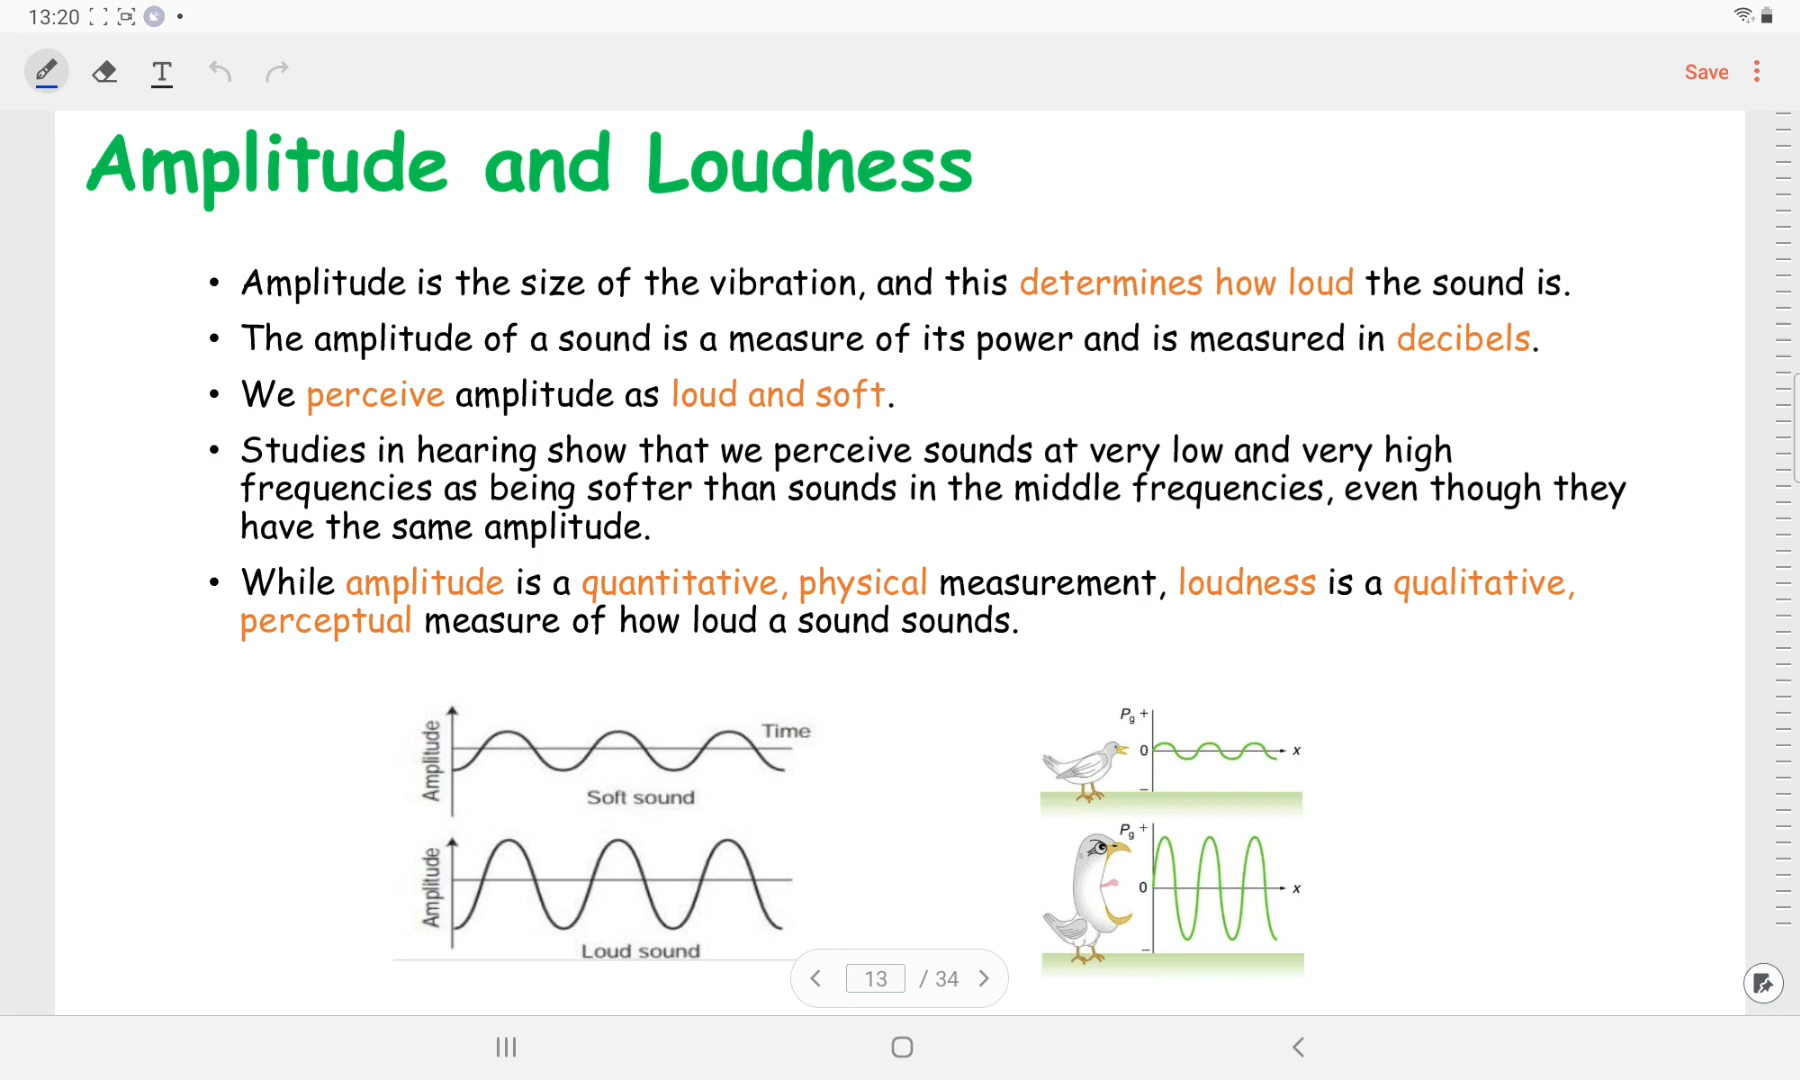 13:20
Save
Amplitude and Loudness
• Amplitude is the size of the vibration, and this determines how loud the sound is.
• The amplitude of a sound is a measure of its power and is measured in decibels.
• We perceive amplitude as loud and soft.
• Studies in hearing show that we perceive sounds at very low and very high
frequencies as being softer than sounds in the middle frequencies, even though they
have the same amplitude.
• While amplitude is a quantitative, physical measurement, loudness is a qualitative,
perceptual measure of how loud a sound sounds.
Amplitude
Time
Soft sound
Amplitude
Loud sound
Pg +
0
x
–
Pg +
0
x
–
13 / 34